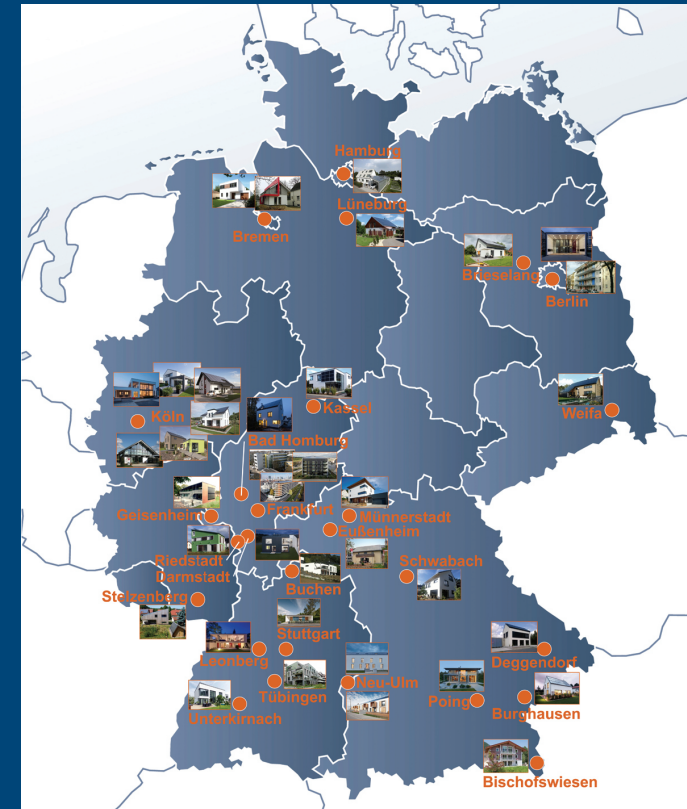 Hamburg
Lüneburg
Bremen
Brieselang
Berlin
Köln
Kassel
Weifa
Bad Homburg
Geisenheim
Frankfurt
Münnerstadt
Eußenheim
Riedstadt
Darmstadt
Schwabach
Buchen
Stelzenberg
Stuttgart
Leonberg
Deggendorf
Tübingen
Neu-Ulm
Poing
Burghausen
Unterkirnach
Bischofswiesen